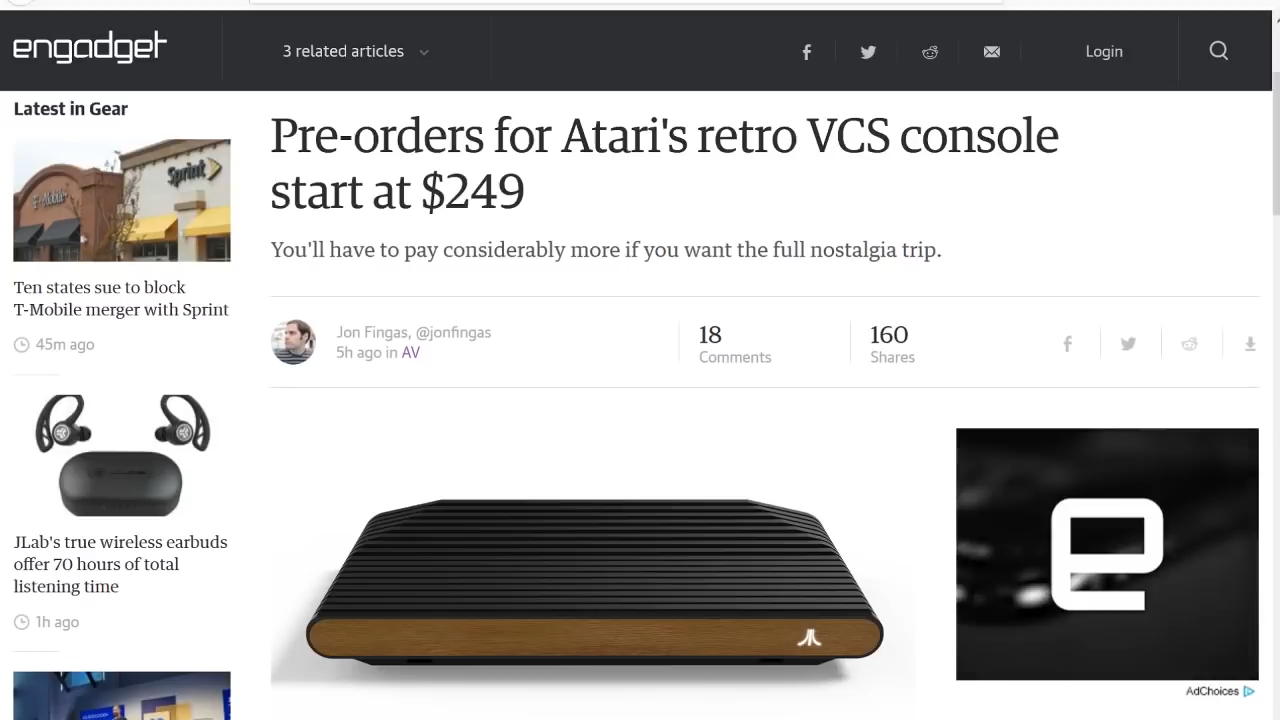 engadget
3 related articles
Login
Latest in Gear
T-Mobile
Sprint
Ten states sue to block
T-Mobile merger with Sprint
45m ago
JLab's true wireless earbuds
offer 70 hours of total
listening time
1h ago
Pre-orders for Atari's retro VCS console
start at $249
You'll have to pay considerably more if you want the full nostalgia trip.
Jon Fingas, @jonfingas
5h ago in AV
18
Comments
160
Shares
e
AdChoices